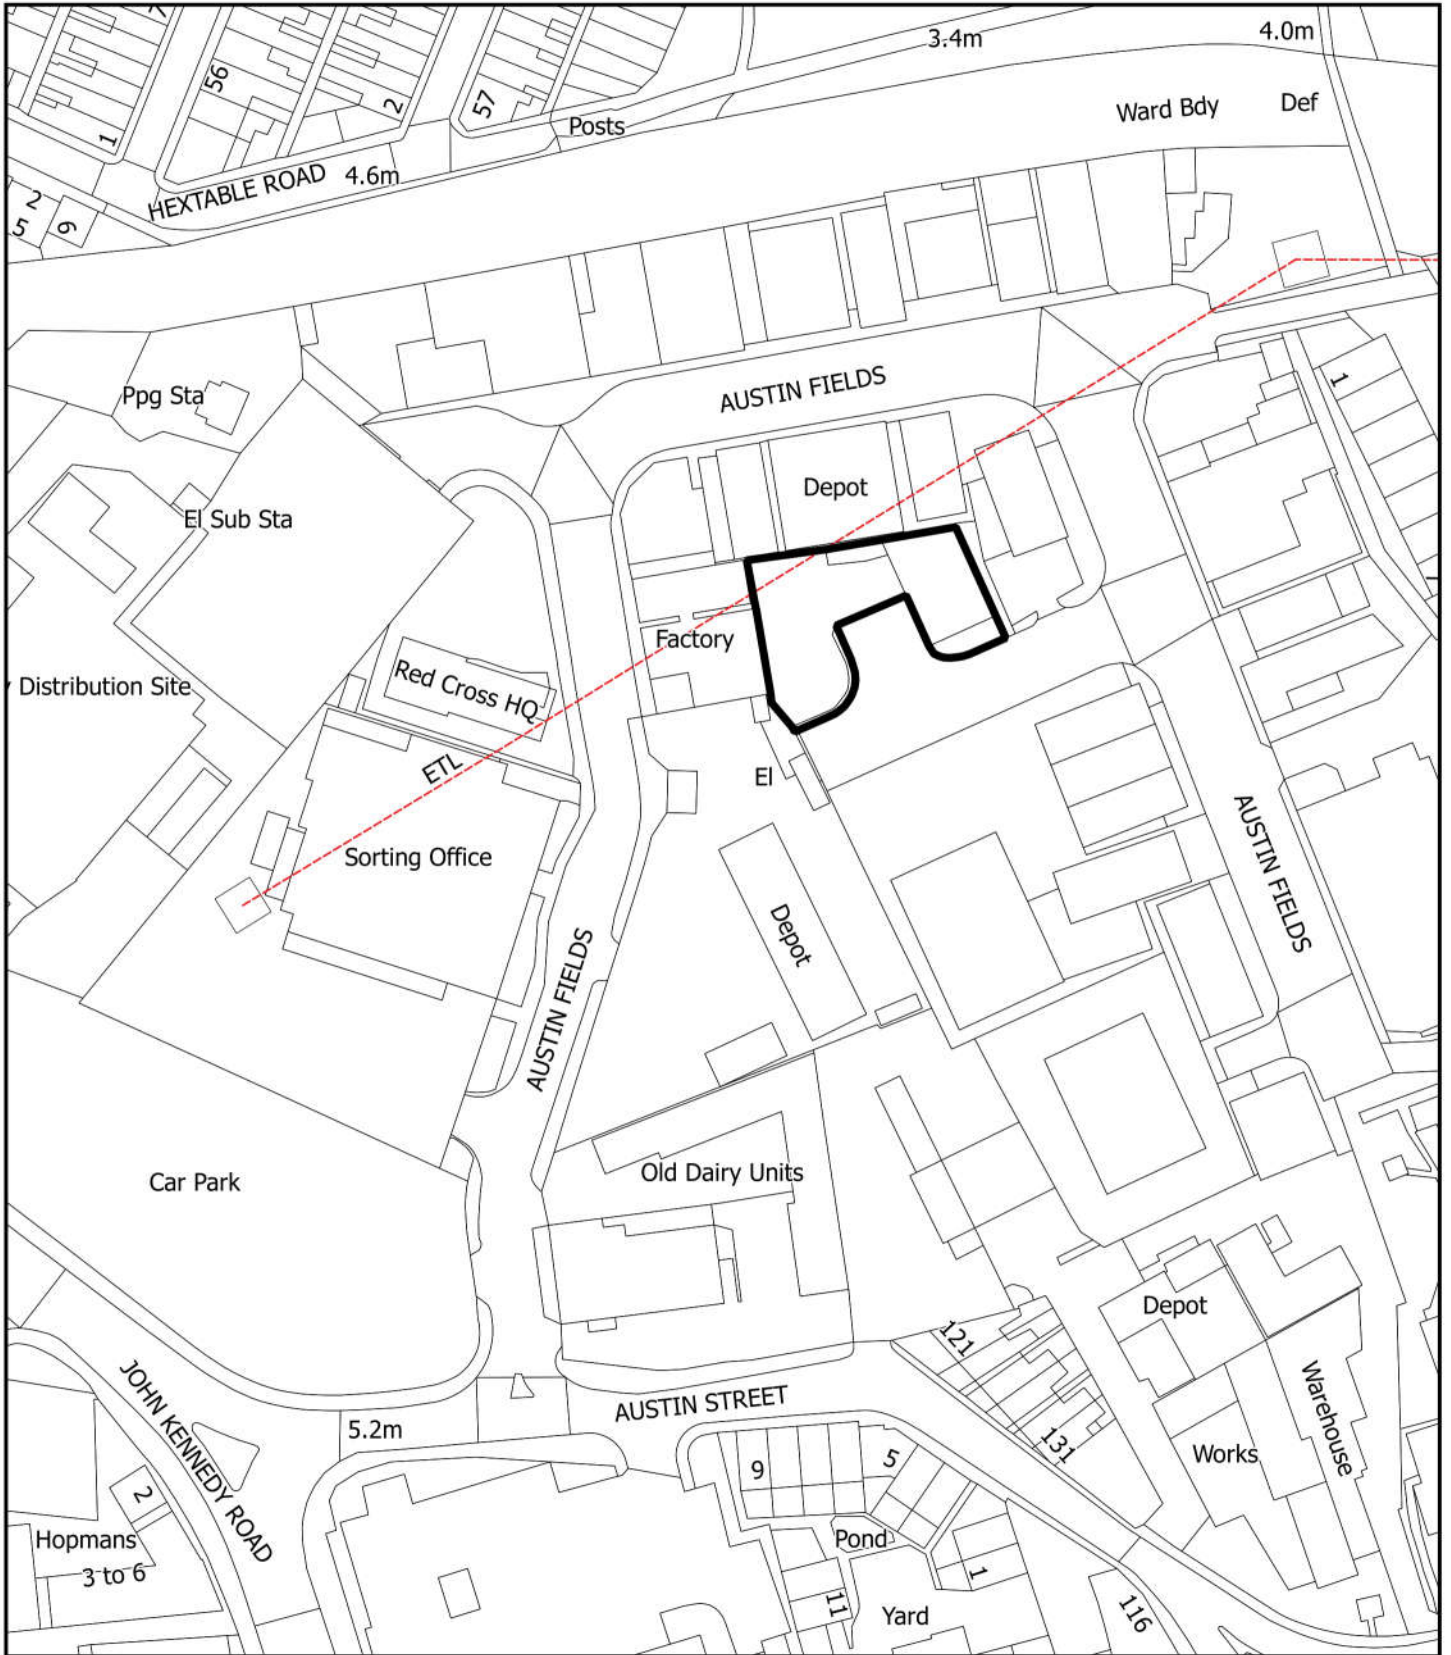 3.4m
4.0m
56
2
57
1
Posts
Ward Bdy
Def
HEXTABLE ROAD
4.6m
2
5
6
Ppg Sta
AUSTIN FIELDS
1
Depot
El Sub Sta
Factory
Distribution Site
Red Cross HQ
ETL
El
Sorting Office
AUSTIN FIELDS
Depot
AUSTIN FIELDS
Car Park
Old Dairy Units
Depot
121
JOHN KENNEDY ROAD
AUSTIN STREET
5.2m
131
Warehouse
Works
9
5
2
Hopmans
3 to 6
Pond
1
11
Yard
116